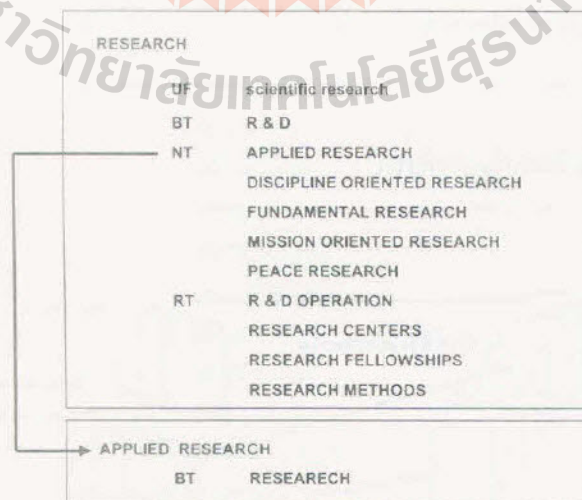 RESEARCH
UF scientific research
BT R & D
NT APPLIED RESEARCH
DISCIPLINE ORIENTED RESEARCH
FUNDAMENTAL RESEARCH
MISSION ORIENTED RESEARCH
PEACE RESEARCH
RT R & D OPERATION
RESEARCH CENTERS
RESEARCH FELLOWSHIPS
RESEARCH METHODS
APPLIED RESEARCH
BT RESEARECH